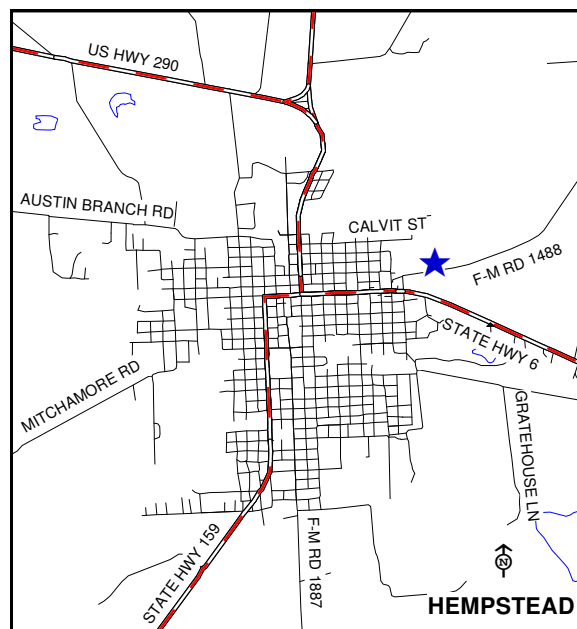 US HWY 290
AUSTIN BRANCH RD
CALVIT ST
F-M RD 1488
STATE HWY 6
MITCHAMORE RD
GRATEHOUSE LN
STATE HWY 159
F-M RD 1887
N
HEMPSTEAD